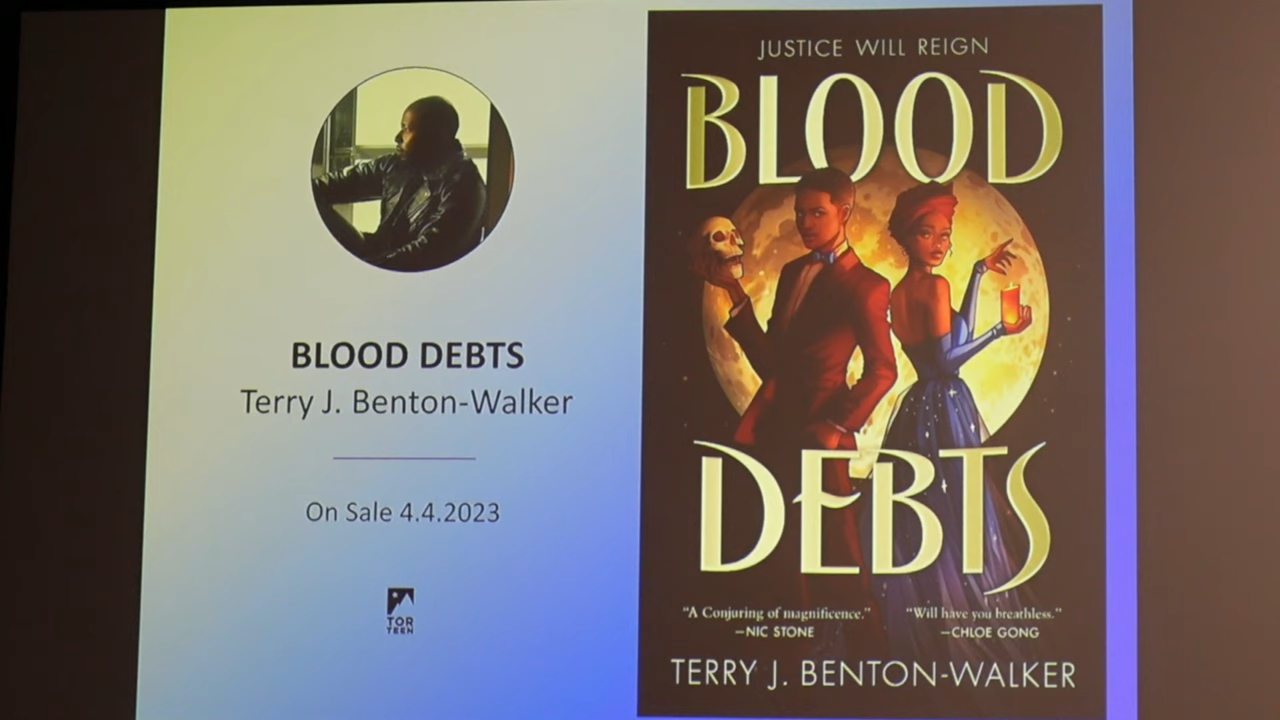 BLOOD DEBTS
Terry J. Benton-Walker
On Sale 4.4.2023
TOR
TEEN
JUSTICE WILL REIGN
BLOOD
DEBTS
“A Conjuring of magnificence.”
—NIC STONE
“Will have you breathless.”
—CHLOE GONG
TERRY J. BENTON-WALKER